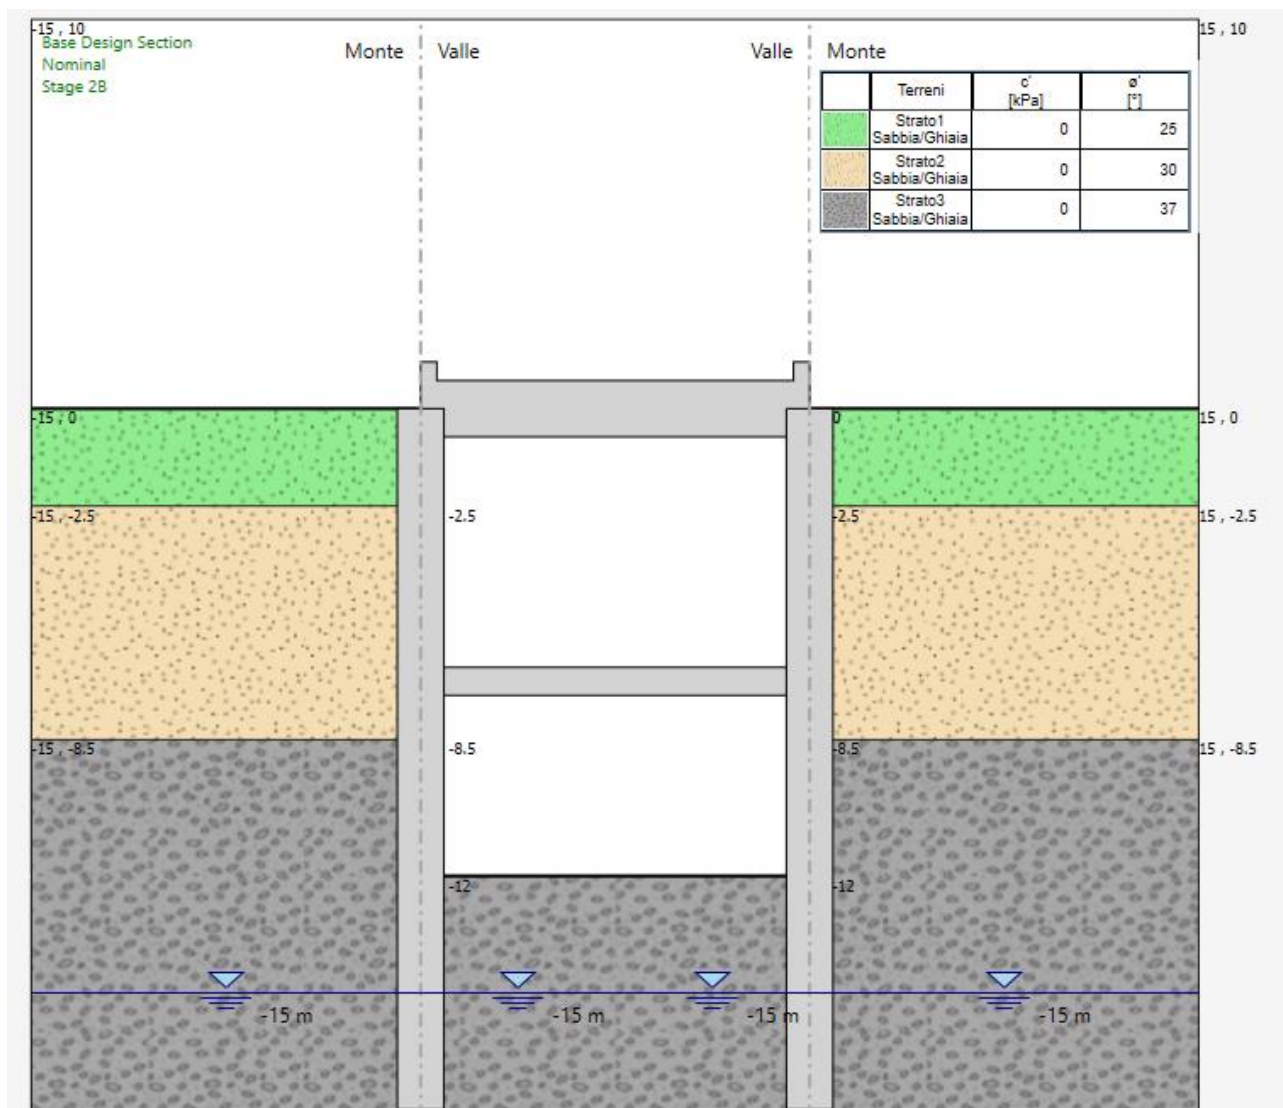 -15 , 10
15 , 10
Base Design Section
Nominal
Stage 2B
Monte
Valle
Valle
Monte
Terreni
c'
[kPa]
ø'
[°]
Strato1
Sabbia/Ghiaia
0
25
Strato2
Sabbia/Ghiaia
0
30
Strato3
Sabbia/Ghiaia
0
37
-15 , 0
0
15 , 0
-15 , -2.5
-2.5
-2.5
15 , -2.5
-15 , -8.5
-8.5
-8.5
15 , -8.5
-12
-12
-15 m
-15 m
-15 m
-15 m